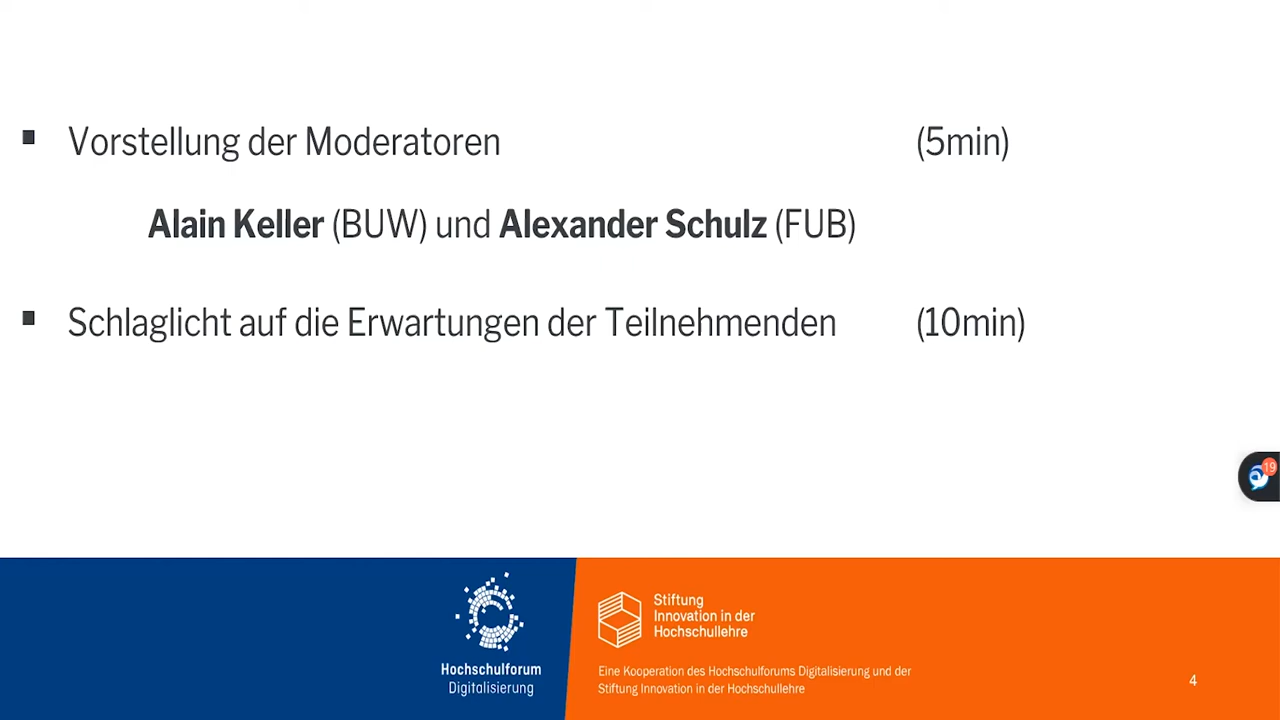 Vorstellung der Moderatoren (5min)
Alain Keller (BUW) und Alexander Schulz (FUB)
Schlaglicht auf die Erwartungen der Teilnehmenden (10min)
19
Hochschulforum
Digitalisierung
Stiftung
Innovation in der
Hochschullehre
Eine Kooperation des Hochschulforums Digitalisierung und der
Stiftung Innovation in der Hochschullehre
4